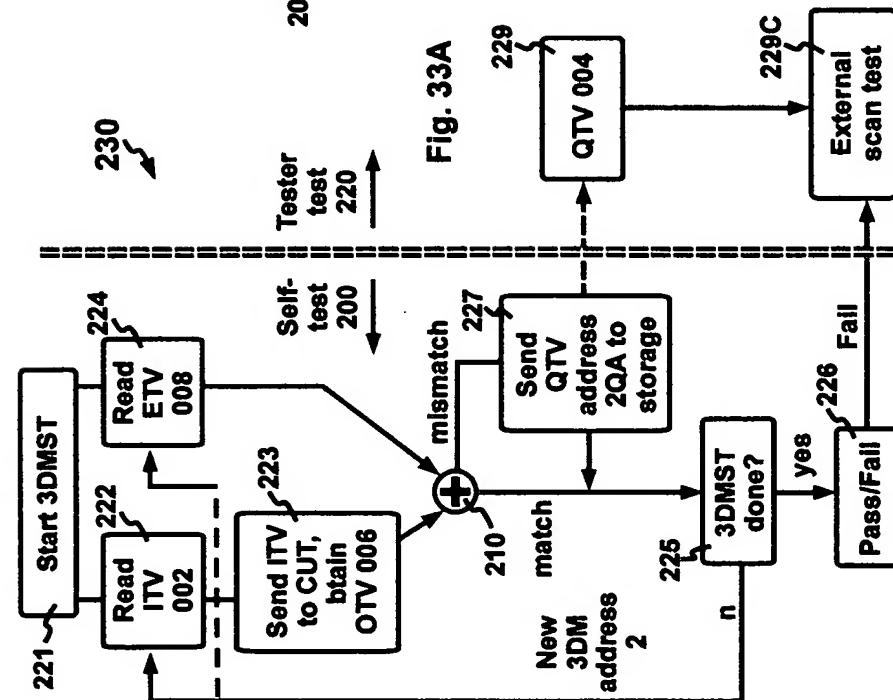 20
230
Fig. 33A
Self-
test
200
Tester
test
220
221
Start 3DMST
222
Read
ITV
002
224
Read
ETV
008
223
Send ITV
to CUT,
btain
OTV 006
210
mismatch
match
227
Send
QTV
address
2QA to
storage
229
QTV 004
229C
External
scan test
New
3DM
address
2
225
3DMST
done?
n
yes
226
Pass/Fail
Fail